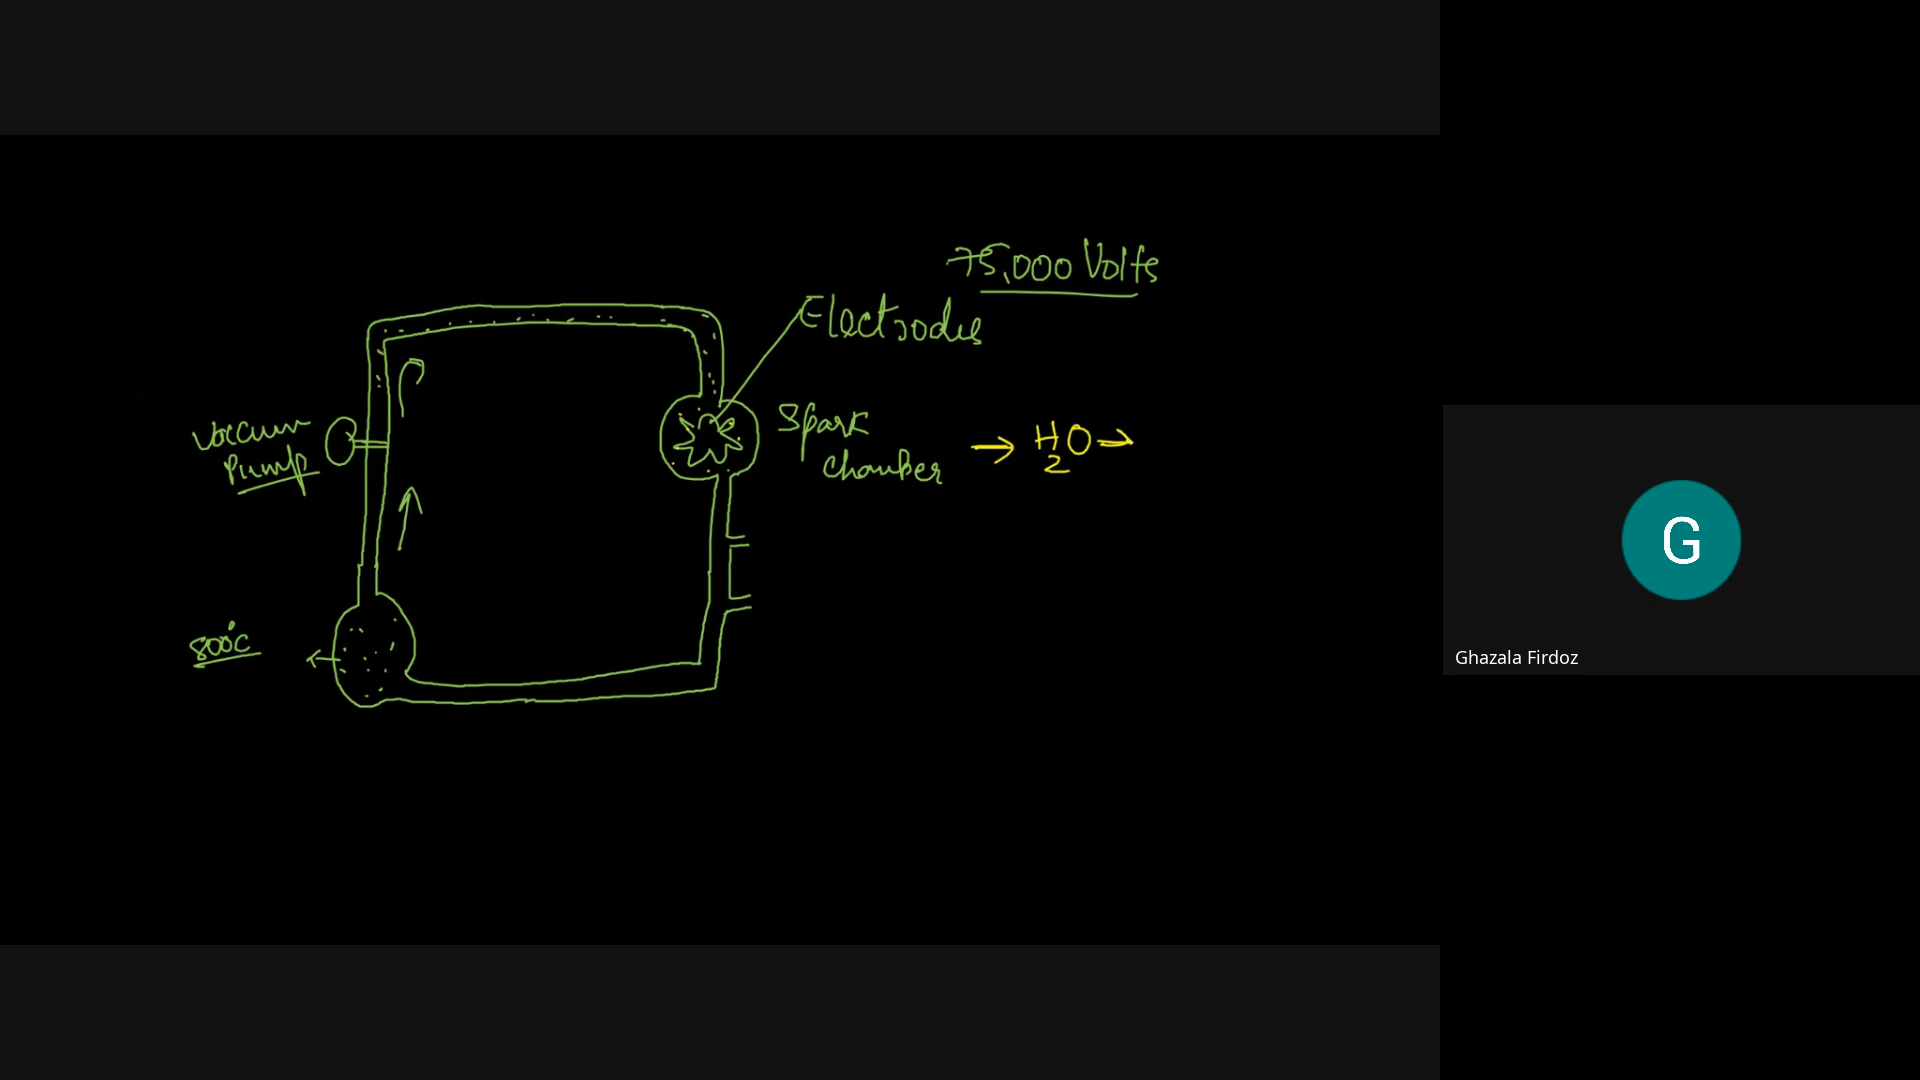 75,000 Volts
Electrodes
Vaccum
Pump
Spark
chamber
→ H2O →
800°C
G
Ghazala Firdoz